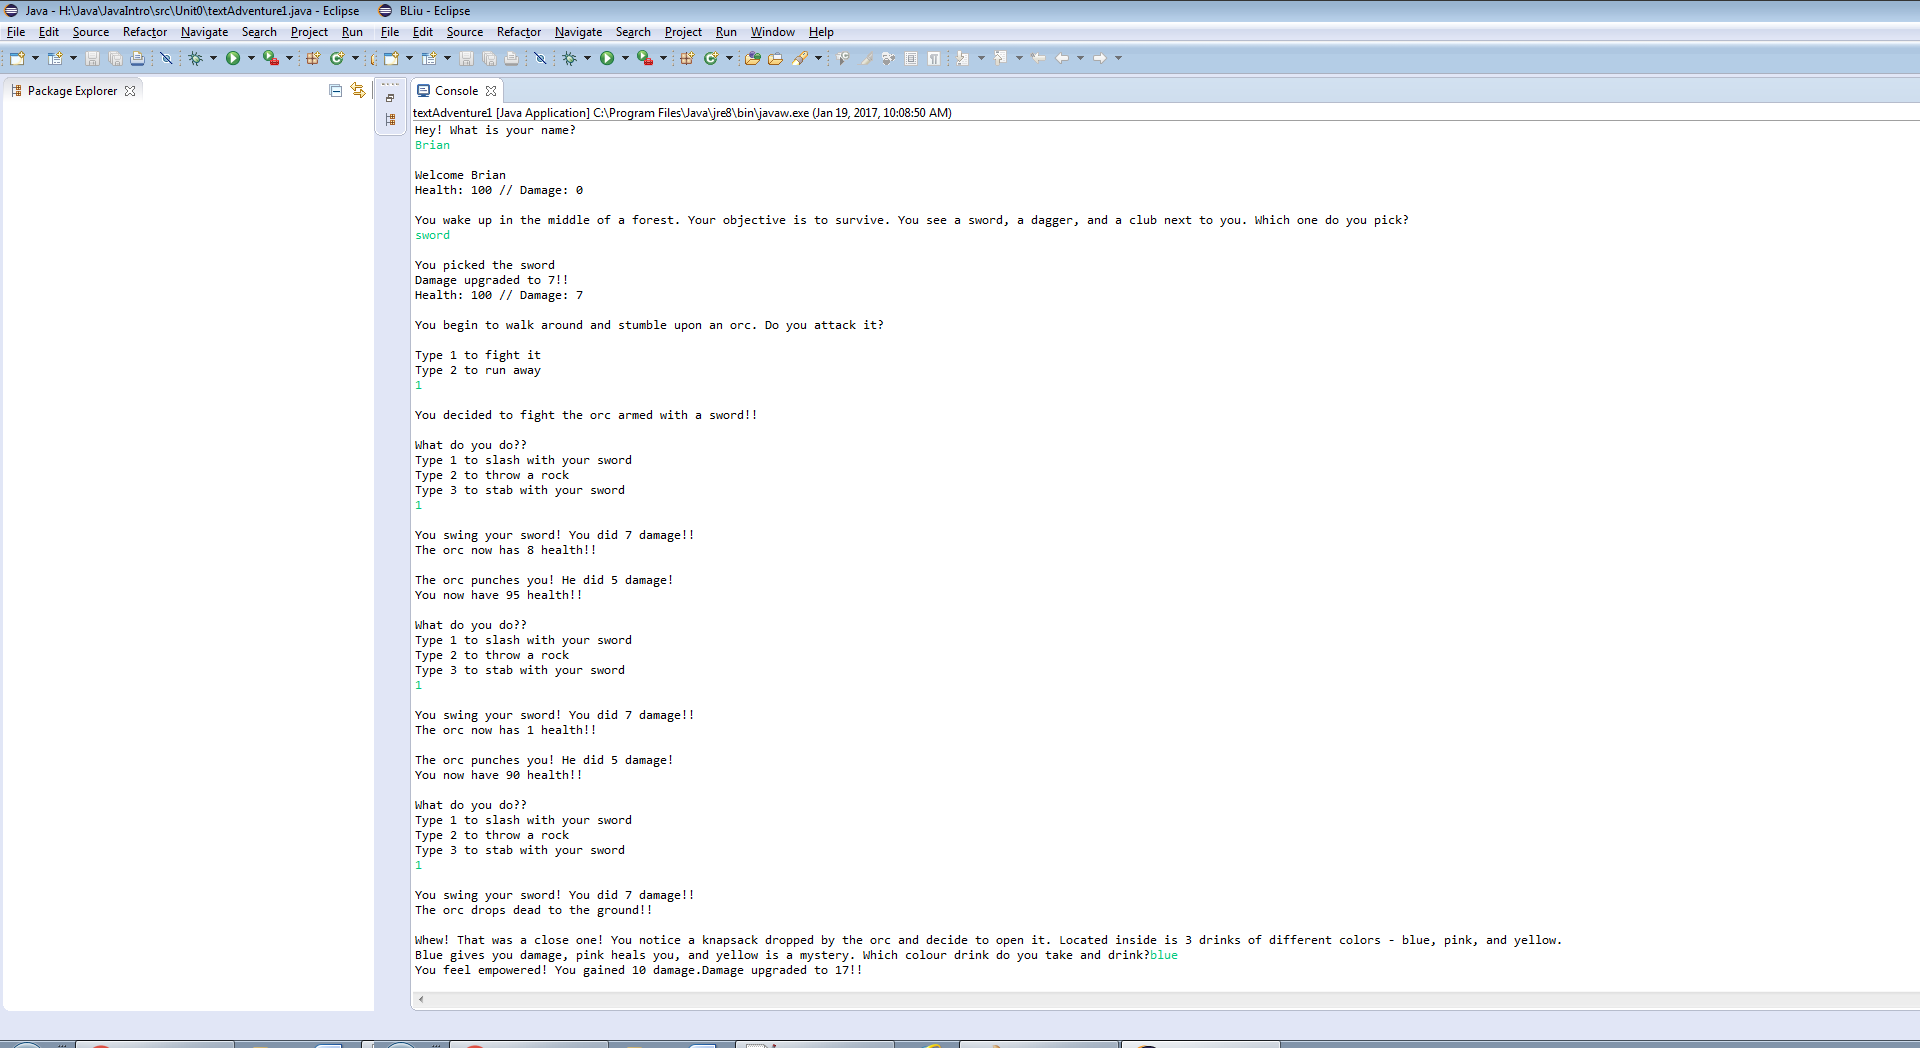 Java - H:\Java\JavaIntro\src\Unit0\textAdventure1.java - Eclipse
BLiu - Eclipse
File Edit Source Refactor Navigate Search Project Run
File Edit Source Refactor Navigate Search Project Run Window Help
Package Explorer
Console
textAdventure1 [Java Application] C:\Program Files\Java\jre8\bin\javaw.exe (Jan 19, 2017, 10:08:50 AM)
Hey! What is your name?
Brian
Welcome Brian
Health: 100 // Damage: 0
You wake up in the middle of a forest. Your objective is to survive. You see a sword, a dagger, and a club next to you. Which one do you pick?
sword
You picked the sword
Damage upgraded to 7!!
Health: 100 // Damage: 7
You begin to walk around and stumble upon an orc. Do you attack it?
Type 1 to fight it
Type 2 to run away
1
You decided to fight the orc armed with a sword!!
What do you do??
Type 1 to slash with your sword
Type 2 to throw a rock
Type 3 to stab with your sword
1
You swing your sword! You did 7 damage!!
The orc now has 8 health!!
The orc punches you! He did 5 damage!
You now have 95 health!!
What do you do??
Type 1 to slash with your sword
Type 2 to throw a rock
Type 3 to stab with your sword
1
You swing your sword! You did 7 damage!!
The orc now has 1 health!!
The orc punches you! He did 5 damage!
You now have 90 health!!
What do you do??
Type 1 to slash with your sword
Type 2 to throw a rock
Type 3 to stab with your sword
1
You swing your sword! You did 7 damage!!
The orc drops dead to the ground!!
Whew! That was a close one! You notice a knapsack dropped by the orc and decide to open it. Located inside is 3 drinks of different colors - blue, pink, and yellow.
Blue gives you damage, pink heals you, and yellow is a mystery. Which colour drink do you take and drink?blue
You feel empowered! You gained 10 damage.Damage upgraded to 17!!